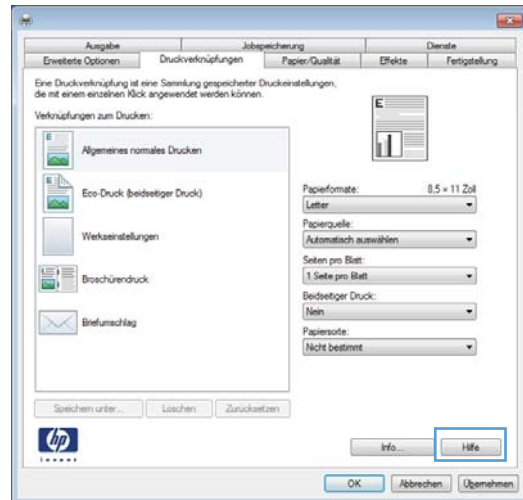 Ausgabe
Jobspeicherung
Dienste
Erweiterte Optionen
Druckverknüpfungen
Papier/Qualität
Effekte
Fertigstellung
Eine Druckverknüpfung ist eine Sammlung gespeicherter Druckeinstellungen,
die mit einem einzelnen Klick angewendet werden können.
Verknüpfungen zum Drucken:
E
Allgemeines normales Drucken
E
Eco-Druck (beidseitiger Druck)
Werkseinstellungen
Broschürendruck
Briefumschlag
E
Papierformate: 8,5 × 11 Zoll
Letter
Papierquelle:
Automatisch auswählen
Seiten pro Blatt:
1 Seite pro Blatt
Beidseitiger Druck:
Nein
Papiersorte:
Nicht bestimmt
Speichern unter...
Löschen
Zurücksetzen
hp
invent
Info...
Hilfe
OK
Abbrechen
Übernehmen